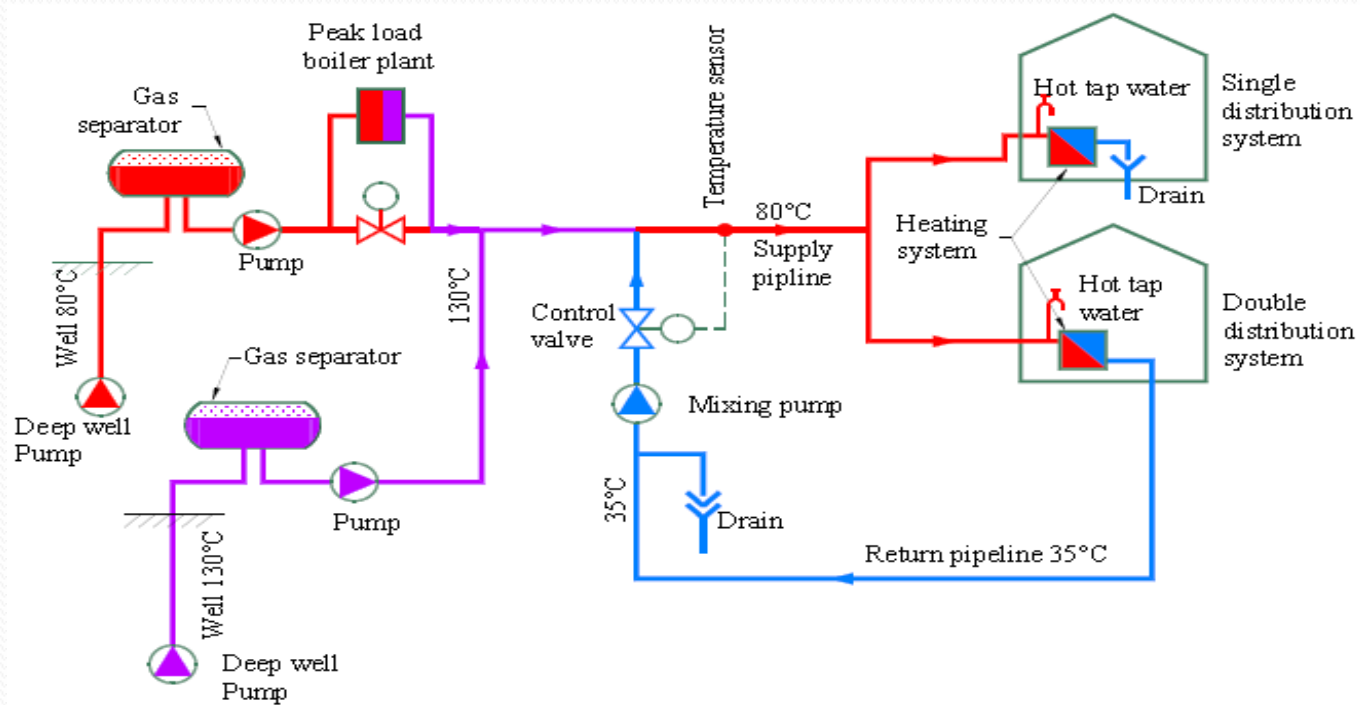 Peak load
boiler plant
Gas
separator
Pump
Well 80°C
Deep well
Pump
130°C
Gas separator
Pump
Well 130°C
Deep well
Pump
Temperature sensor
80°C
Supply
pipline
Control
valve
Mixing pump
35°C
Drain
Return pipeline 35°C
Hot tap water
Drain
Single
distribution
system
Heating
system
Hot tap
water
Double
distribution
system